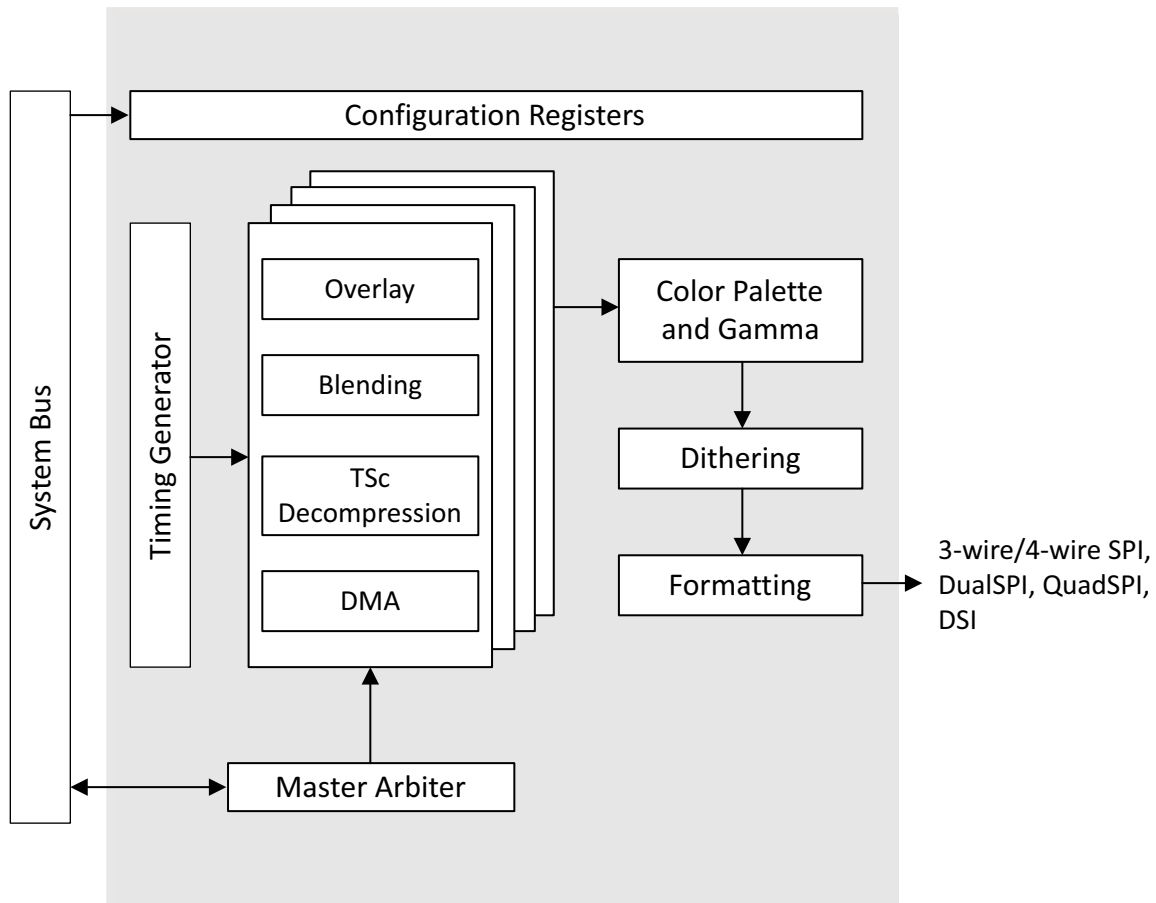 Configuration Registers
System Bus
Timing Generator
Overlay
Blending
TSc
Decompression
DMA
Master Arbiter
Color Palette
and Gamma
Dithering
Formatting
3-wire/4-wire SPI,
DualSPI, QuadSPI,
DSI